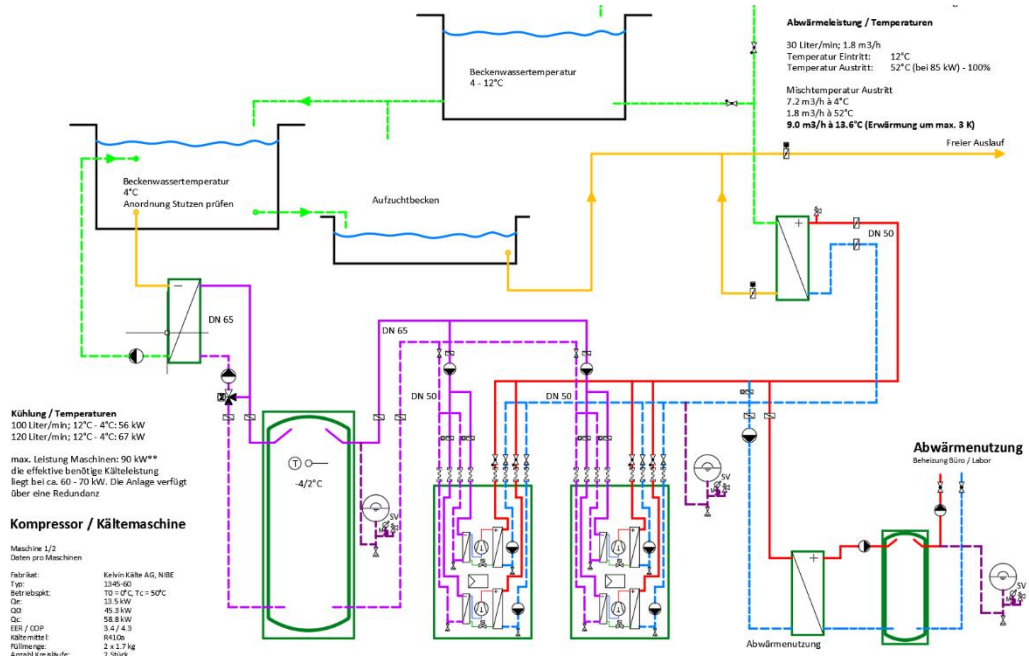 Abwärmeleistung / Temperaturen
30 Liter/min; 1.8 m3/h
Temperatur Eintritt: 12°C
Temperatur Austritt: 52°C (bei 85 kW) - 100%
Mischtemperatur Austritt
7.2 m3/h à 4°C
1.8 m3/h à 52°C
9.0 m3/h à 13.6°C (Erwärmung um max. 3 K)
Freier Auslauf
Beckenwassertemperatur
4 - 12°C
Beckenwassertemperatur
4°C
Anordnung Stutzen prüfen
Aufzuchtbecken
+
DN 50
−
DN 65
DN 65
DN 50
DN 50
M
T
-4/2°C
SV
SV
SV
Kühlung / Temperaturen
100 Liter/min; 12°C - 4°C: 56 kW
120 Liter/min; 12°C - 4°C: 67 kW
max. Leistung Maschinen: 90 kW**
die effektive benötige Kälteleistung
liegt bei ca. 60 - 70 kW. Die Anlage verfügt
über eine Redundanz
Kompressor / Kältemaschine
Maschine 1/2
Daten pro Maschinen
Fabrikat: Kelvin Kälte AG, NIBE
Typ: 1345-60
Betriebspkt: T0 = 0°C, Tc = 50°C
Qe: 13.5 kW
Q0: 45.3 kW
Qc: 58.8 kW
EER / COP 3.4 / 4.3
Kältemittel: R410a
Füllmenge: 2 x 1.7 kg
Anzahl Kreisläufe: 2 Stück
Abwärmenutzung
Beheizung Büro / Labor
+
Abwärmenutzung